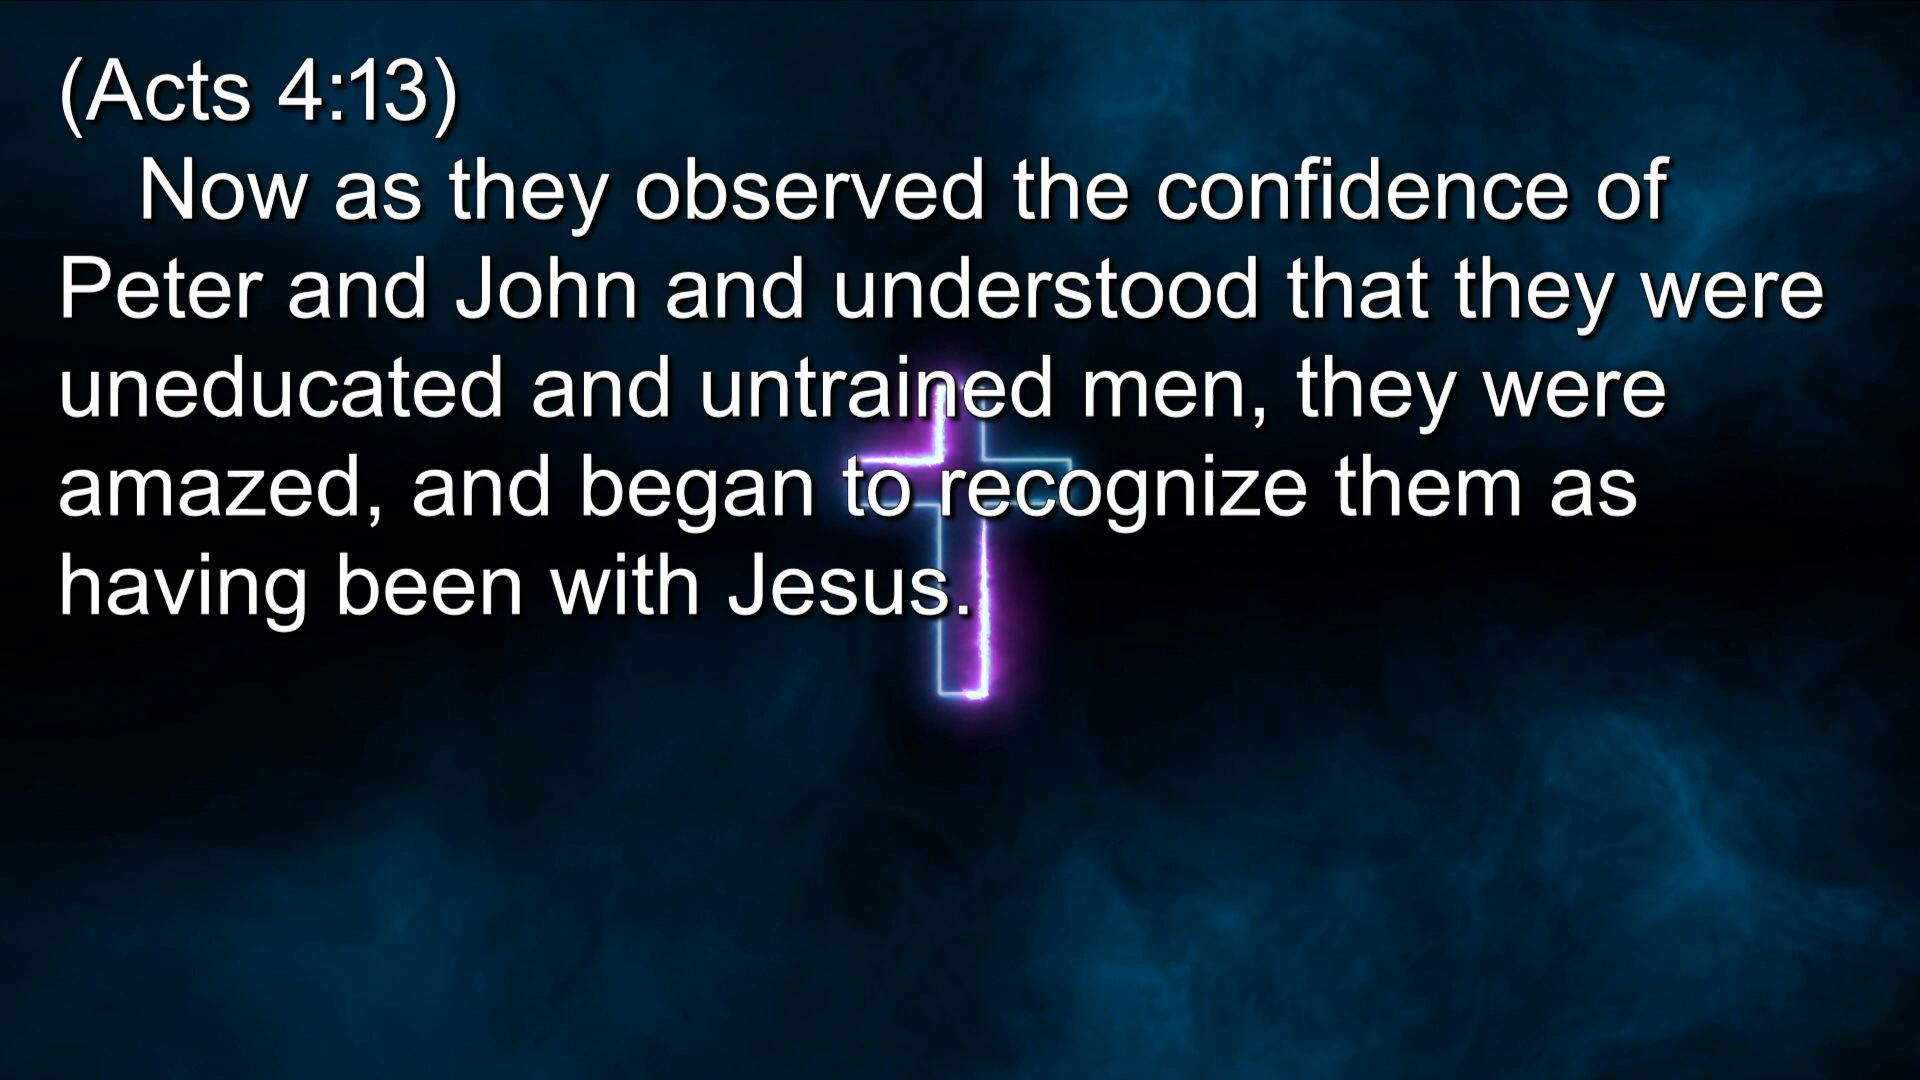 (Acts 4:13)
Now as they observed the confidence of
Peter and John and understood that they were
uneducated and untrained men, they were
amazed, and began to recognize them as
having been with Jesus.